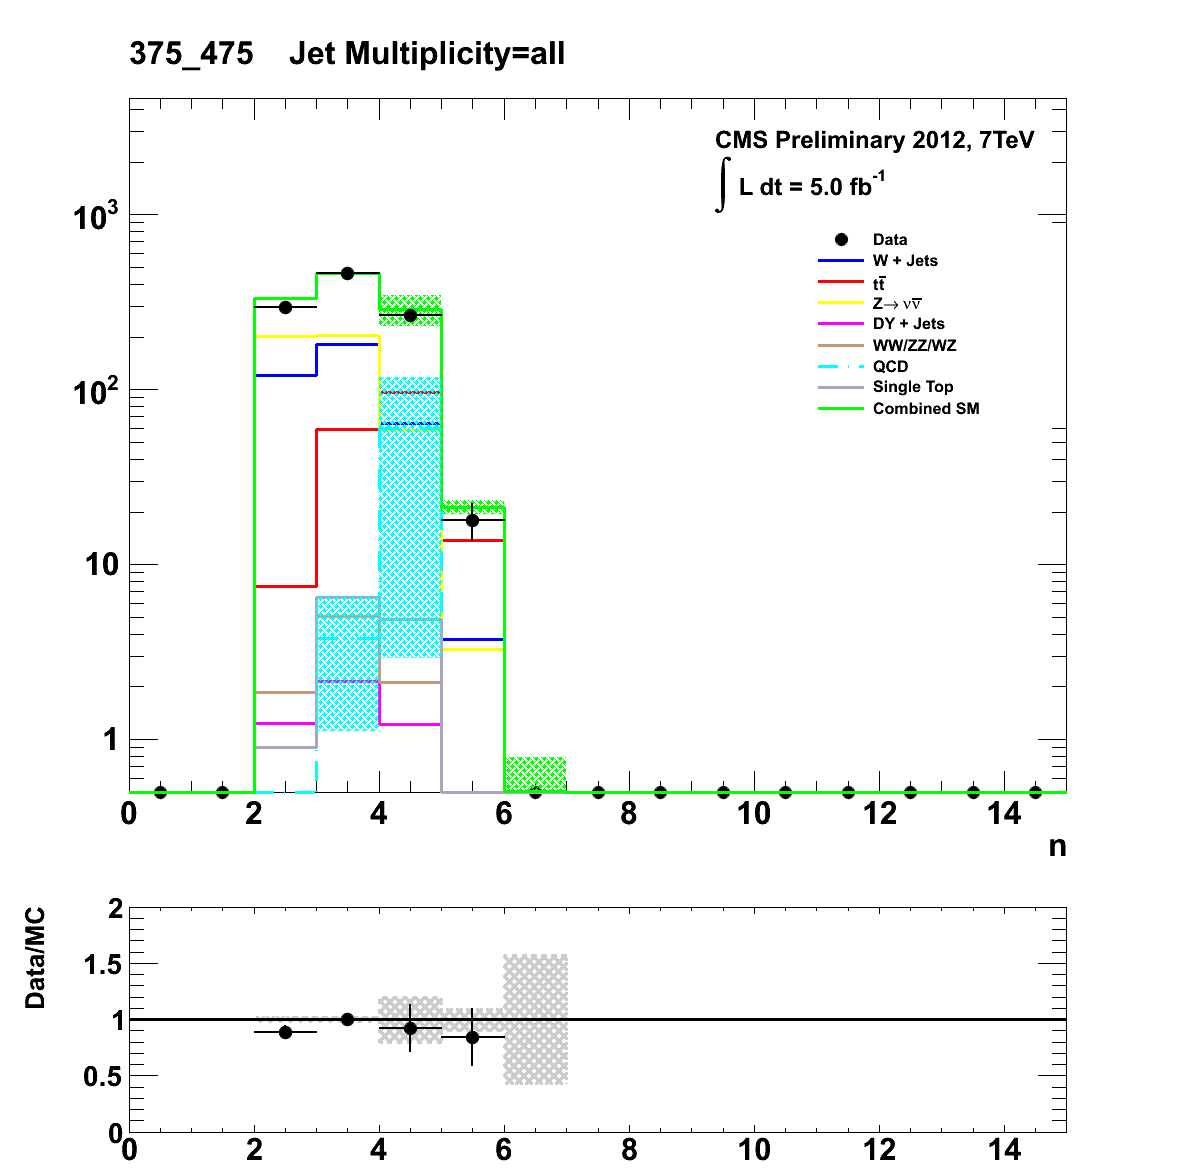 375_475 Jet Multiplicity=all
CMS Preliminary 2012, 7TeV
∫ L dt = 5.0 fb⁻¹
Data
W + Jets
tt̅
Z→ νν̅
DY + Jets
WW/ZZ/WZ
QCD
Single Top
Combined SM
10³
10²
10
1
0 2 4 6 8 10 12 14
n
Data/MC
2
1.5
1
0.5
0
0 2 4 6 8 10 12 14